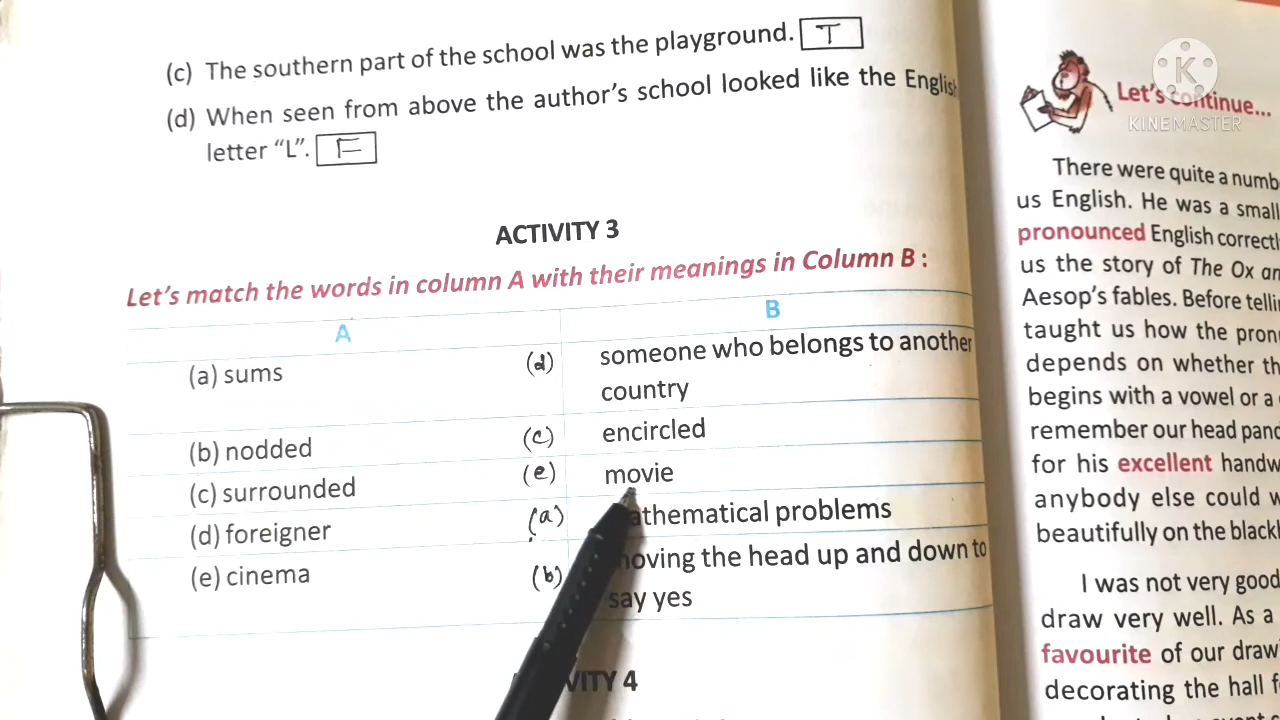 (c) The southern part of the school was the playground. T
(d) When seen from above the author's school looked like the English
letter "L". F
ACTIVITY 3
Let's match the words in column A with their meanings in Column B :
A B
(a) sums (d) someone who belongs to another
country
(b) nodded (c) encircled
(c) surrounded (e) movie
(d) foreigner (a) mathematical problems
(e) cinema (b) moving the head up and down to
say yes
Let's continue...
K
KINEMASTER
There were quite a numb
us English. He was a small
pronounced English correctl
us the story of The Ox an
Aesop's fables. Before telli
taught us how the pron
depends on whether th
begins with a vowel or a
remember our head pand
for his excellent handw
anybody else could w
beautifully on the blackb
I was not very good
draw very well. As a
favourite of our draw
decorating the hall f